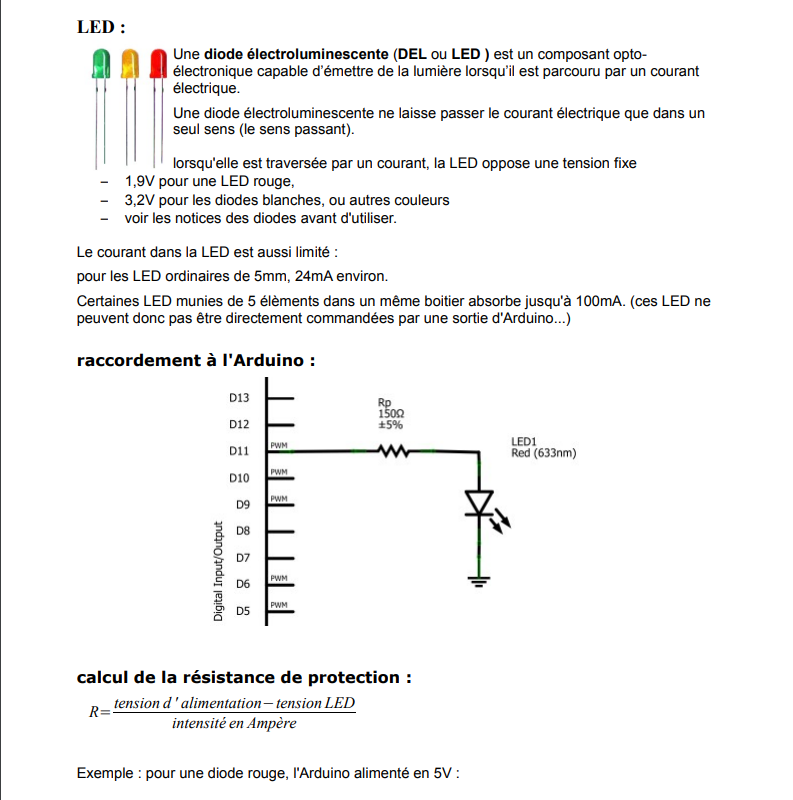 LED :
Une diode électroluminescente (DEL ou LED ) est un composant opto-
électronique capable d'émettre de la lumière lorsqu'il est parcouru par un courant
électrique.
Une diode électroluminescente ne laisse passer le courant électrique que dans un
seul sens (le sens passant).
lorsqu'elle est traversée par un courant, la LED oppose une tension fixe
– 1,9V pour une LED rouge,
– 3,2V pour les diodes blanches, ou autres couleurs
– voir les notices des diodes avant d'utiliser.
Le courant dans la LED est aussi limité :
pour les LED ordinaires de 5mm, 24mA environ.
Certaines LED munies de 5 élèments dans un même boitier absorbe jusqu'à 100mA. (ces LED ne
peuvent donc pas être directement commandées par une sortie d'Arduino...)
raccordement à l'Arduino :
D13
D12
D11 PWM
D10 PWM
D9 PWM
D8
D7
D6 PWM
D5 PWM
Digital Input/Output
Rp
150Ω
±5%
LED1
Red (633nm)
calcul de la résistance de protection :
R= tension d ' alimentation − tension LED
intensité en Ampère
Exemple : pour une diode rouge, l'Arduino alimenté en 5V :